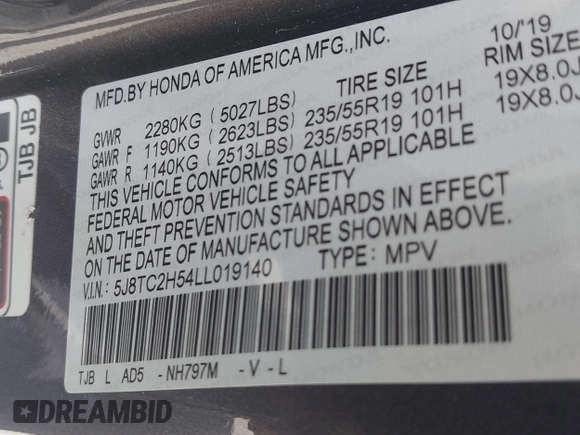 MFD.BY HONDA OF AMERICA MFG.,INC. 10/'19
TIRE SIZE RIM SIZE
GVWR 2280KG ( 5027LBS)
GAWR F 1190KG ( 2623LBS) 235/55R19 101H 19X8.0J
GAWR R 1140KG ( 2513LBS) 235/55R19 101H 19X8.0J
THIS VEHICLE CONFORMS TO ALL APPLICABLE
FEDERAL MOTOR VEHICLE SAFETY
AND THEFT PREVENTION STANDARDS IN EFFECT
ON THE DATE OF MANUFACTURE SHOWN ABOVE.
V.I.N.: 5J8TC2H54LL019140 TYPE: MPV
TJB L AD5 - NH797M - V - L
TJB JB
DREAMBID